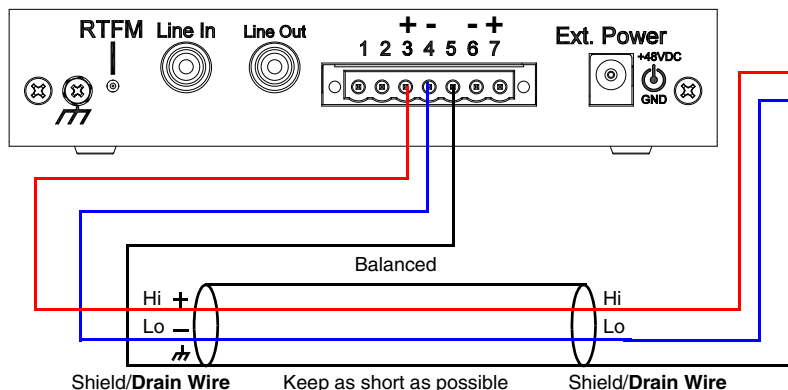 + - - +
RTFM Line In Line Out Ext. Power
1 2 3 4 5 6 7
+48VDC
GND
Balanced
Hi + Hi
Lo — Lo
Shield/Drain Wire Keep as short as possible Shield/Drain Wire